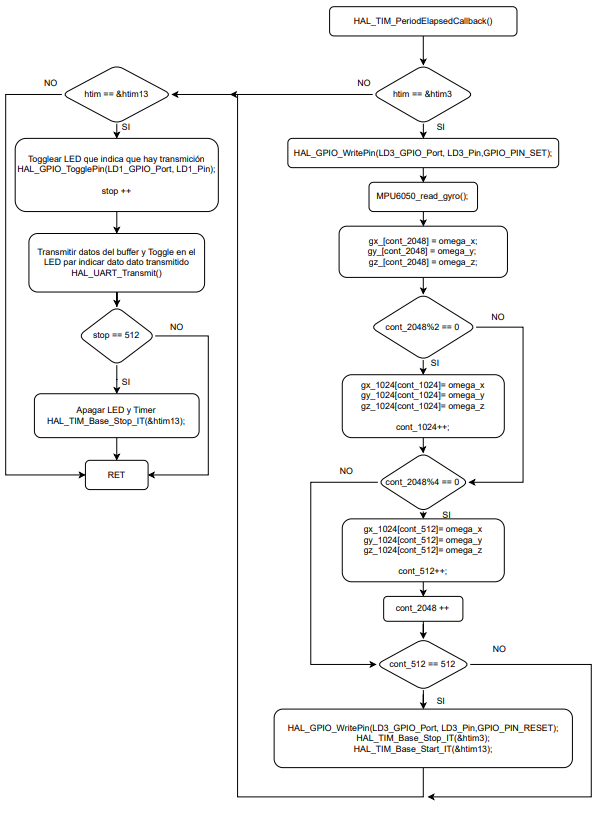 HAL_TIM_PeriodElapsedCallback()
NO
NO
htim == &htim13
htim == &htim3
SI
SI
Togglear LED que indica que hay transmición
HAL_GPIO_TogglePin(LD1_GPIO_Port, LD1_Pin);
stop ++
HAL_GPIO_WritePin(LD3_GPIO_Port, LD3_Pin,GPIO_PIN_SET);
MPU6050_read_gyro();
Transmitir datos del buffer y Toggle en el
LED par indicar dato dato transmitido
HAL_UART_Transmit()
gx_[cont_2048] = omega_x;
gy_[cont_2048] = omega_y;
gz_[cont_2048] = omega_z;
stop == 512
NO
cont_2048%2 == 0
NO
SI
SI
Apagar LED y Timer
HAL_TIM_Base_Stop_IT(&htim13);
gx_1024[cont_1024]= omega_x
gy_1024[cont_1024]= omega_y
gz_1024[cont_1024]= omega_z
cont_1024++;
RET
NO
cont_2048%4 == 0
SI
gx_1024[cont_512]= omega_x
gy_1024[cont_512]= omega_y
gz_1024[cont_512]= omega_z
cont_512++;
cont_2048 ++
cont_512 == 512
NO
SI
HAL_GPIO_WritePin(LD3_GPIO_Port, LD3_Pin,GPIO_PIN_RESET);
HAL_TIM_Base_Stop_IT(&htim3);
HAL_TIM_Base_Start_IT(&htim13);